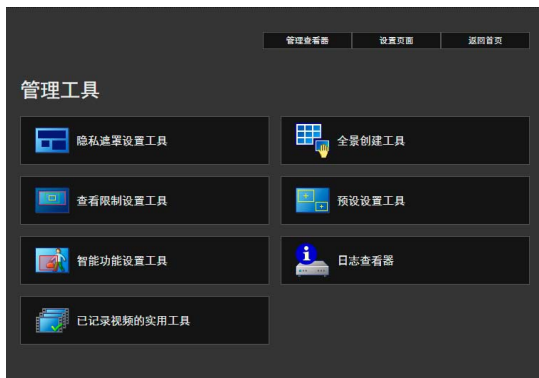 管理查看器 设置页面 返回首页
管理工具
隐私遮罩设置工具 全景创建工具
查看限制设置工具 预设设置工具
智能功能设置工具 日志查看器
已记录视频的实用工具